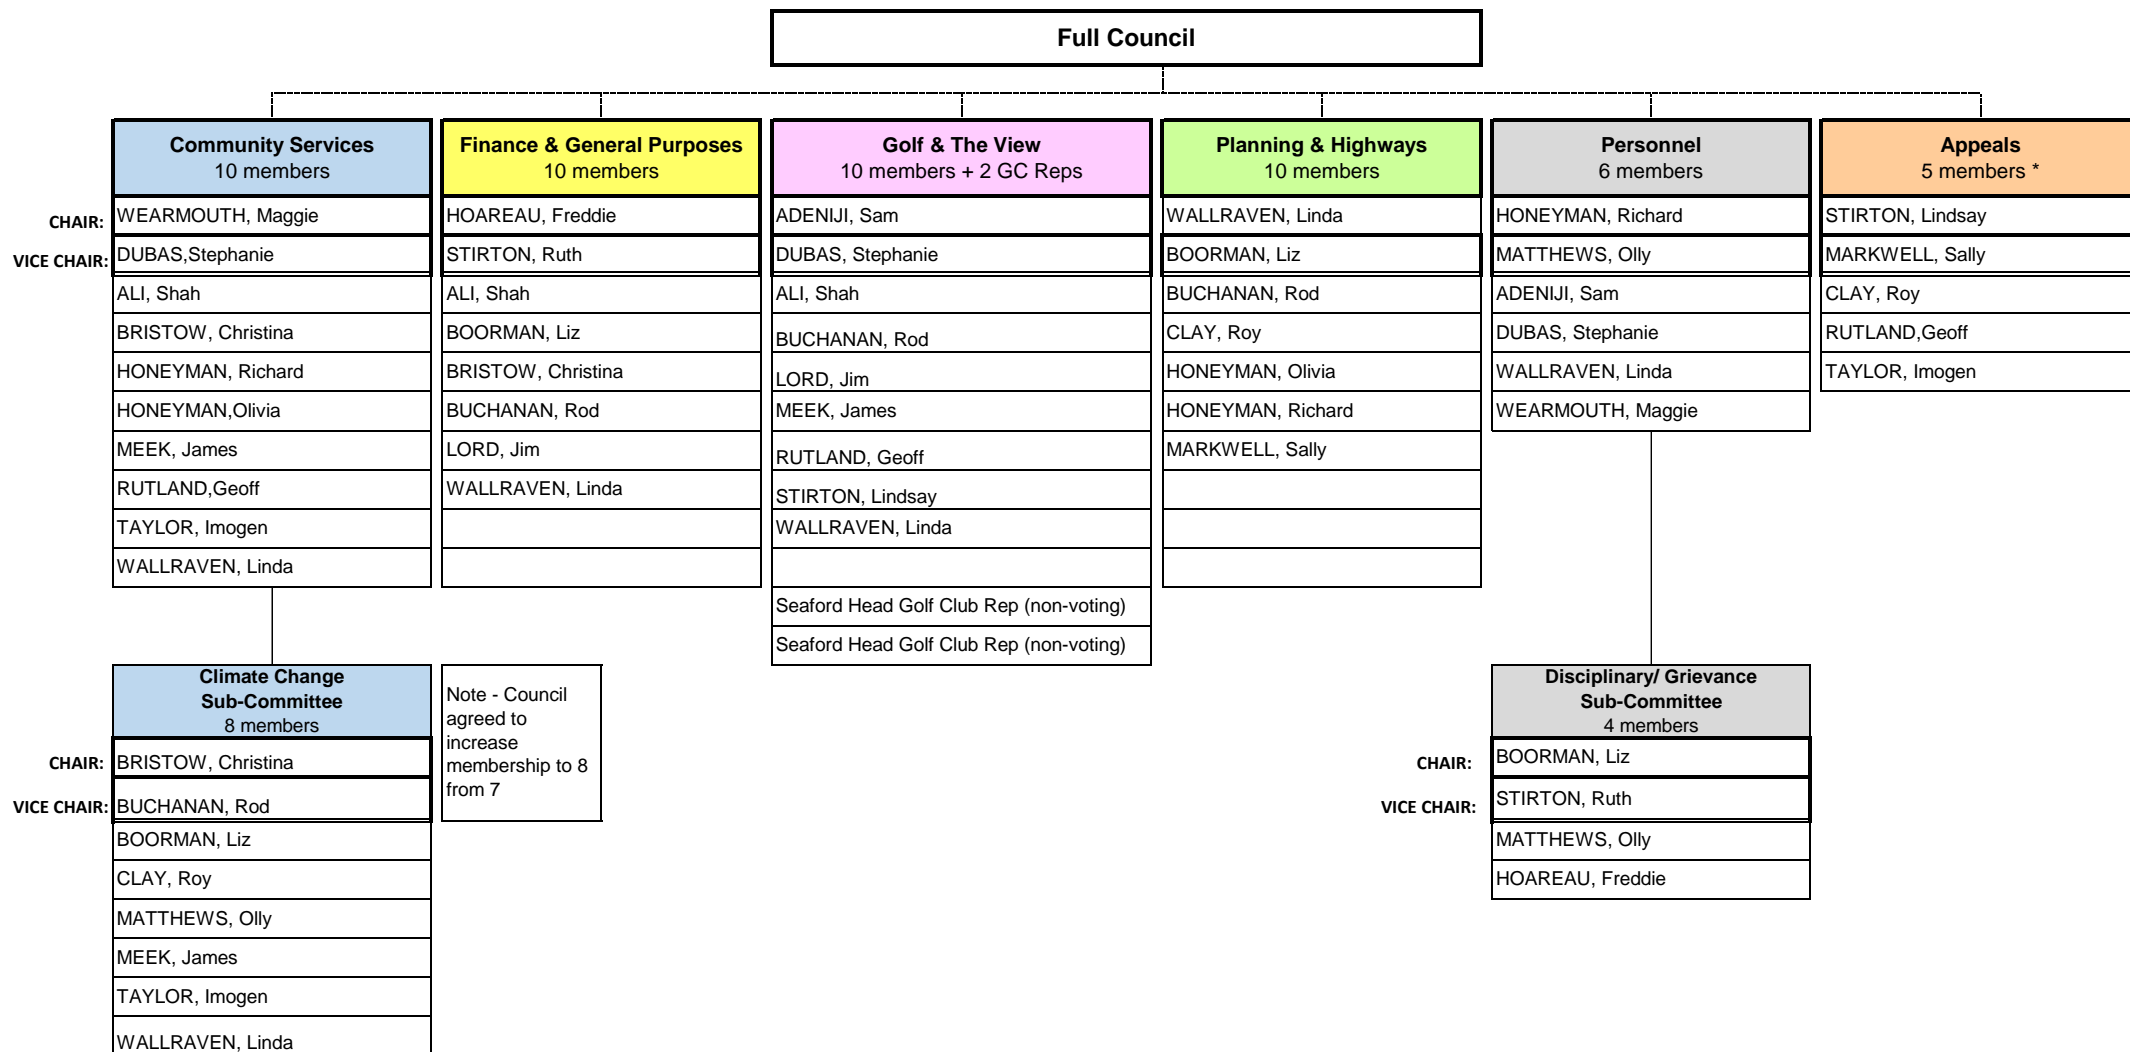 Full Council
Community Services
10 members
CHAIR:
WEARMOUTH, Maggie
VICE CHAIR:
DUBAS,Stephanie
ALI, Shah
BRISTOW, Christina
HONEYMAN, Richard
HONEYMAN,Olivia
MEEK, James
RUTLAND,Geoff
TAYLOR, Imogen
WALLRAVEN, Linda
Finance & General Purposes
10 members
HOAREAU, Freddie
STIRTON, Ruth
ALI, Shah
BOORMAN, Liz
BRISTOW, Christina
BUCHANAN, Rod
LORD, Jim
WALLRAVEN, Linda
Golf & The View
10 members + 2 GC Reps
ADENIJI, Sam
DUBAS, Stephanie
ALI, Shah
BUCHANAN, Rod
LORD, Jim
MEEK, James
RUTLAND, Geoff
STIRTON, Lindsay
WALLRAVEN, Linda
Seaford Head Golf Club Rep (non-voting)
Seaford Head Golf Club Rep (non-voting)
Planning & Highways
10 members
WALLRAVEN, Linda
BOORMAN, Liz
BUCHANAN, Rod
CLAY, Roy
HONEYMAN, Olivia
HONEYMAN, Richard
MARKWELL, Sally
Personnel
6 members
HONEYMAN, Richard
MATTHEWS, Olly
ADENIJI, Sam
DUBAS, Stephanie
WALLRAVEN, Linda
WEARMOUTH, Maggie
Appeals
5 members *
STIRTON, Lindsay
MARKWELL, Sally
CLAY, Roy
RUTLAND,Geoff
TAYLOR, Imogen
Climate Change
Sub-Committee
8 members
CHAIR:
BRISTOW, Christina
VICE CHAIR:
BUCHANAN, Rod
BOORMAN, Liz
CLAY, Roy
MATTHEWS, Olly
MEEK, James
TAYLOR, Imogen
WALLRAVEN, Linda
Note - Council
agreed to
increase
membership to 8
from 7
Disciplinary/ Grievance
Sub-Committee
4 members
CHAIR:
BOORMAN, Liz
VICE CHAIR:
STIRTON, Ruth
MATTHEWS, Olly
HOAREAU, Freddie